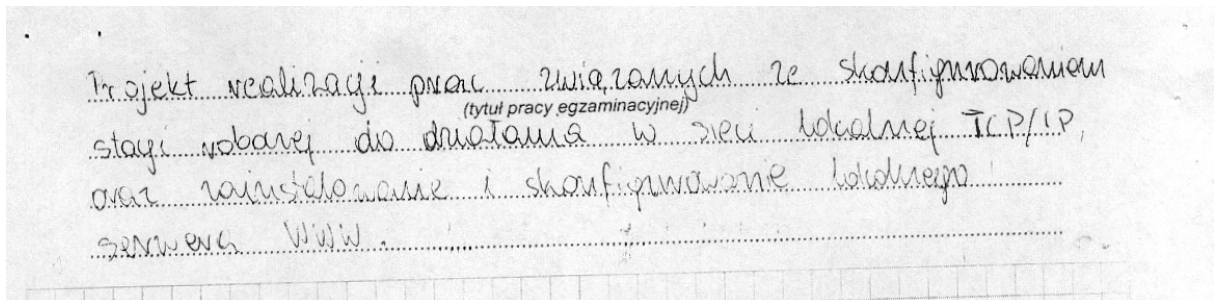 Projekt realizacji prac związanych ze skonfigurowaniem
(tytuł pracy egzaminacyjnej)
stacji roboczej do działania w sieci lokalnej TCP/IP,
oraz zainstalowanie i skonfigurowanie lokalnego
serwera WWW.